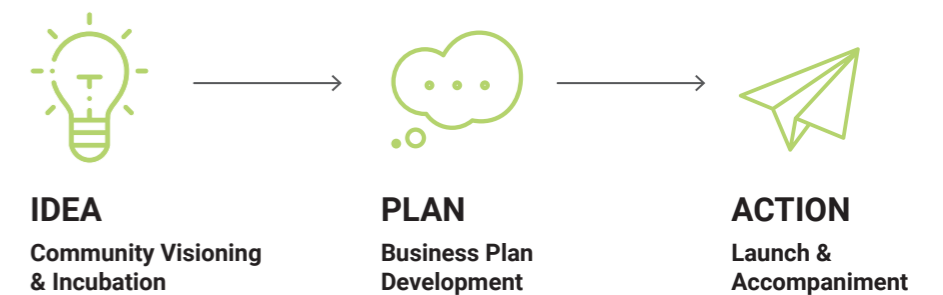 IDEA
Community Visioning
& Incubation
PLAN
Business Plan
Development
ACTION
Launch &
Accompaniment